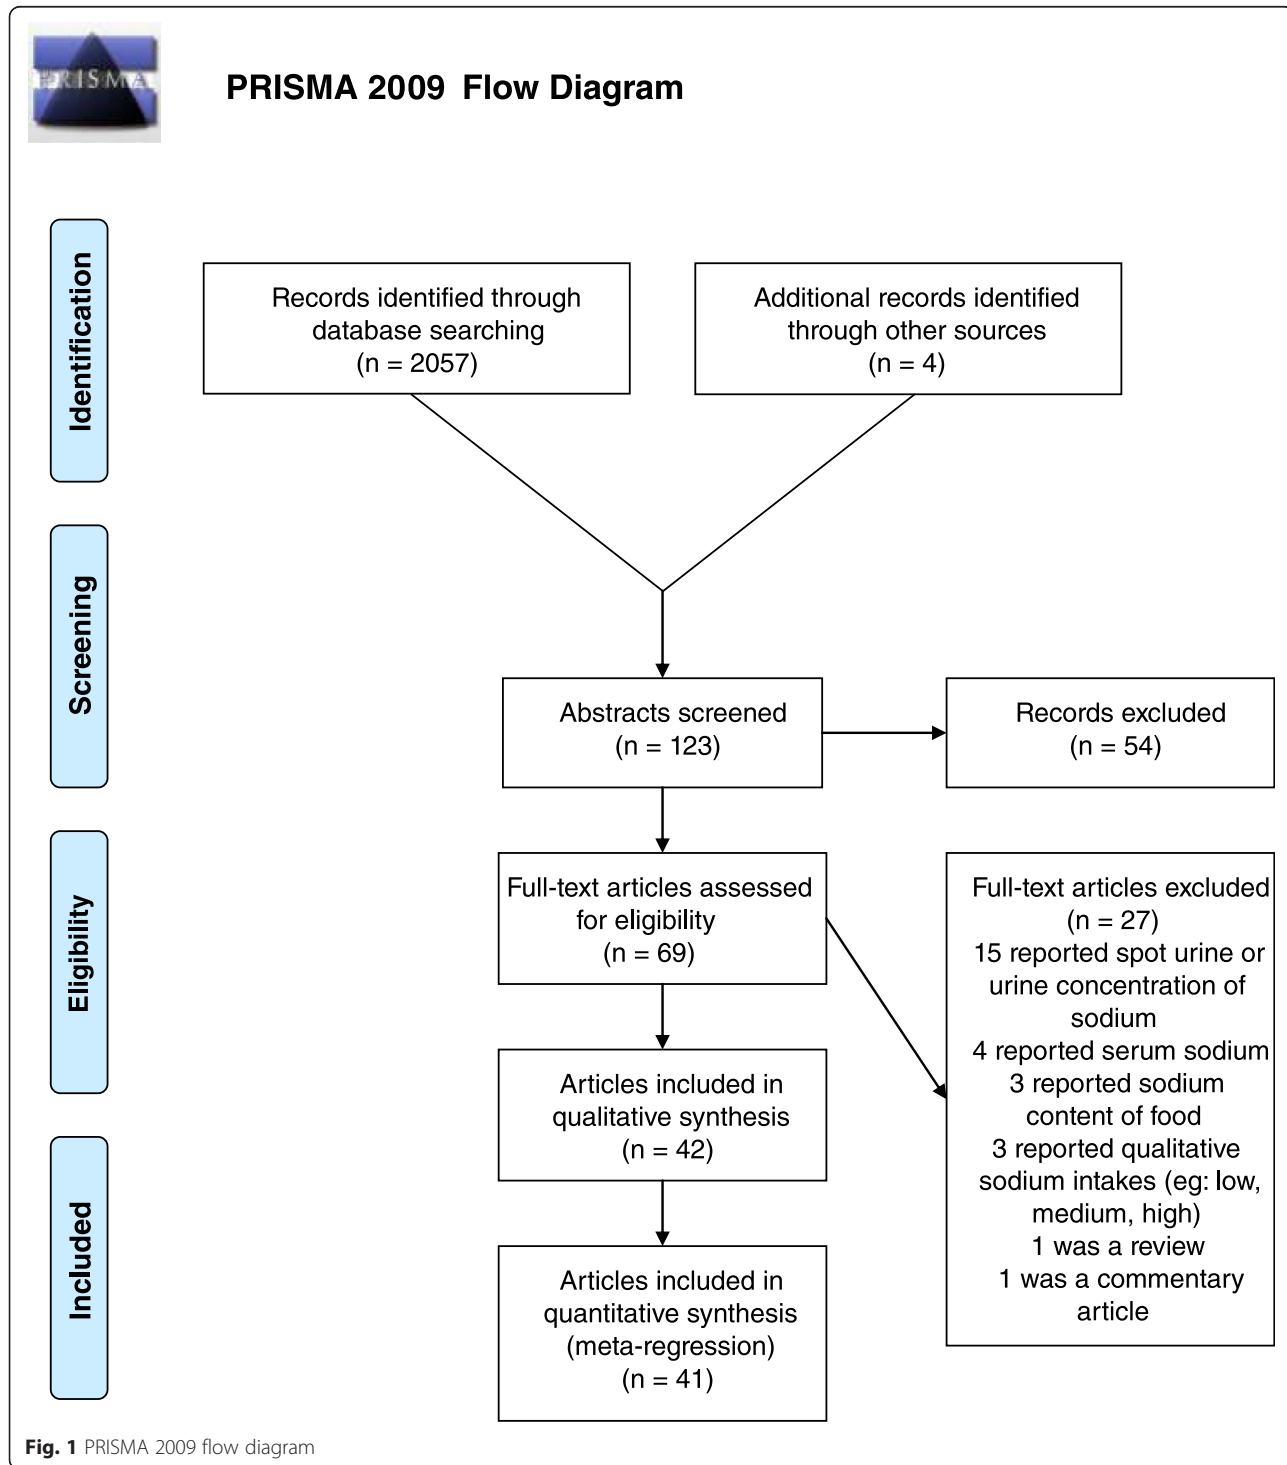 PRISMA
PRISMA 2009 Flow Diagram
Identification
Records identified through
database searching
(n = 2057)
Additional records identified
through other sources
(n = 4)
Screening
Abstracts screened
(n = 123)
Records excluded
(n = 54)
Eligibility
Full-text articles assessed
for eligibility
(n = 69)
Full-text articles excluded
(n = 27)
15 reported spot urine or
urine concentration of
sodium
4 reported serum sodium
3 reported sodium
content of food
3 reported qualitative
sodium intakes (eg: low,
medium, high)
1 was a review
1 was a commentary
article
Articles included in
qualitative synthesis
(n = 42)
Included
Articles included in
quantitative synthesis
(meta-regression)
(n = 41)
Fig. 1 PRISMA 2009 flow diagram